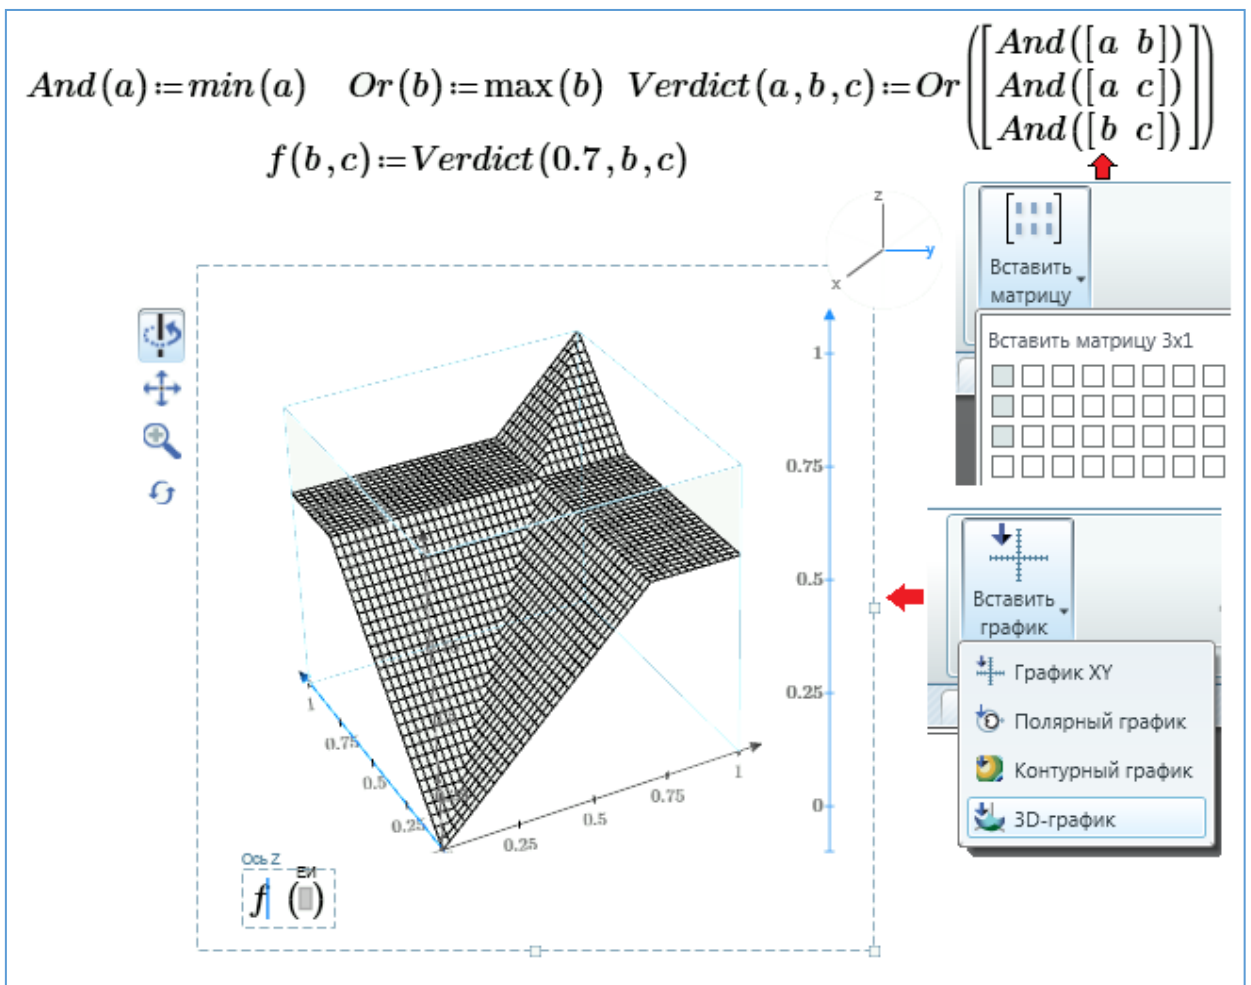 And(a):=min(a) Or(b):=max(b) Verdict(a,b,c):=Or([And([a b])
And([a c])
And([b c])])
f(b,c):=Verdict(0.7,b,c)
z
y
x
Вставить
матрицу
Вставить матрицу 3x1
1
0.75
0.5
0.25
0
1
0.75
0.5
0.25
0.25
0.5
0.75
1
Ось Z
ЕИ
f ()
Вставить
график
График XY
Полярный график
Контурный график
3D-график